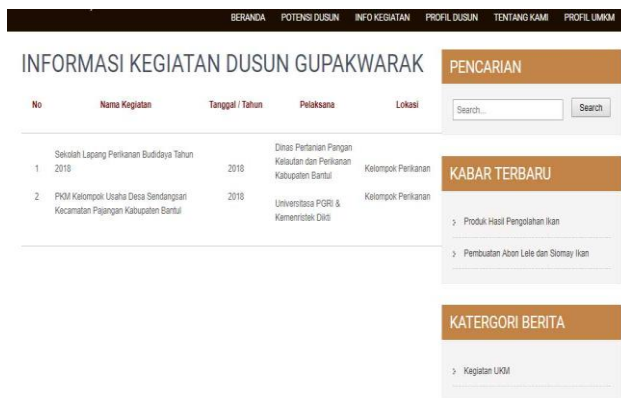 BERANDA POTENSI DUSUN INFO KEGIATAN PROFIL DUSUN TENTANG KAMI PROFIL UMKM
INFORMASI KEGIATAN DUSUN GUPAKWARAK
No Nama Kegiatan Tanggal / Tahun Pelaksana Lokasi
1 Sekolah Lapang Perikanan Budidaya Tahun
2018
2018
Dinas Pertanian Pangan
Kelautan dan Perikanan
Kabupaten Bantul
Kelompok Perikanan
2 PKM Kelompok Usaha Desa Sendangsari
Kecamatan Pajangan Kabupaten Bantul
2018
Universitasa PGRI &
Kemenristek Dikti
Kelompok Perikanan
PENCARIAN
Search...
Search
KABAR TERBARU
Produk Hasil Pengolahan Ikan
Pembuatan Abon Lele dan Siomay Ikan
KATERGORI BERITA
Kegiatan UKM